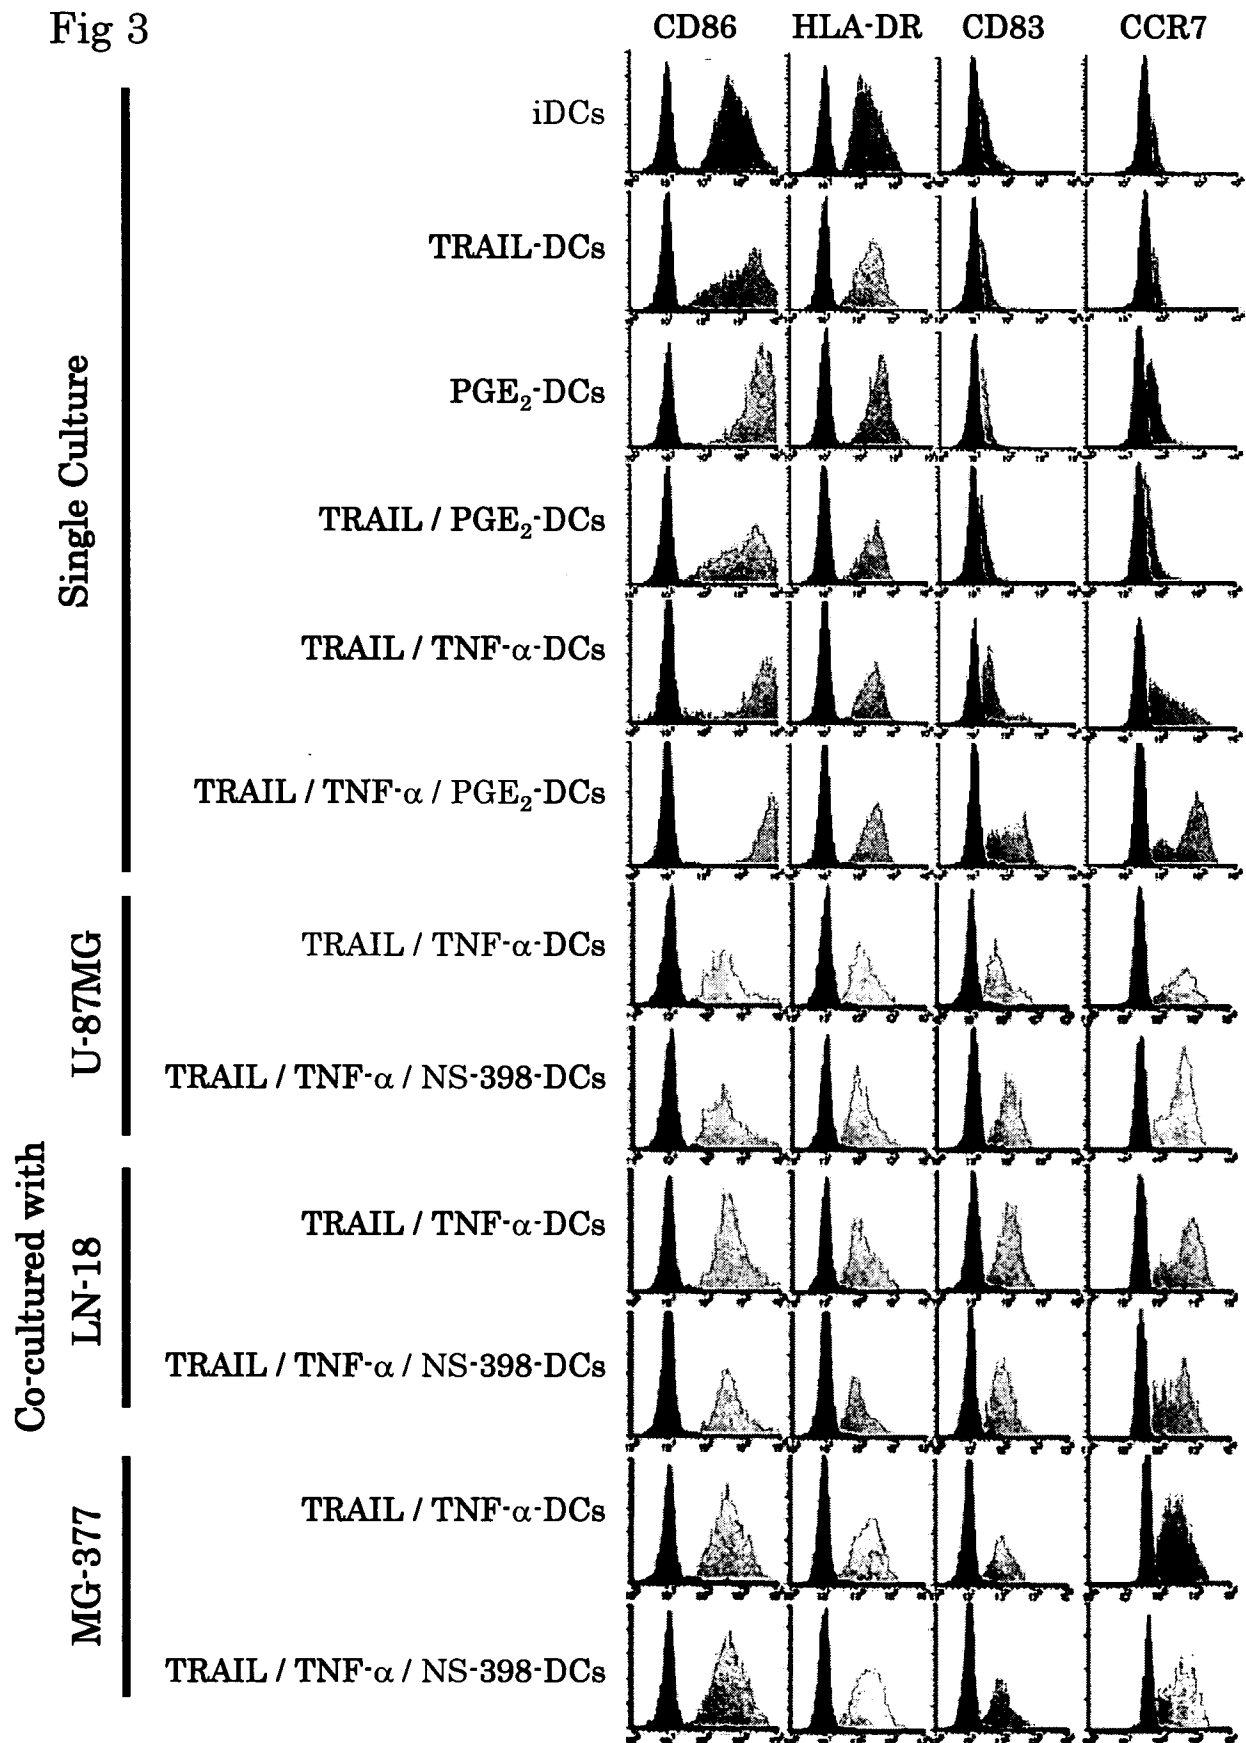 Fig 3
CD86 HLA-DR CD83 CCR7
Single Culture
iDCs
TRAIL-DCs
PGE₂-DCs
TRAIL / PGE₂-DCs
TRAIL / TNF-α-DCs
TRAIL / TNF-α / PGE₂-DCs
Co-cultured with
U-87MG
TRAIL / TNF-α-DCs
TRAIL / TNF-α / NS-398-DCs
LN-18
TRAIL / TNF-α-DCs
TRAIL / TNF-α / NS-398-DCs
MG-377
TRAIL / TNF-α-DCs
TRAIL / TNF-α / NS-398-DCs